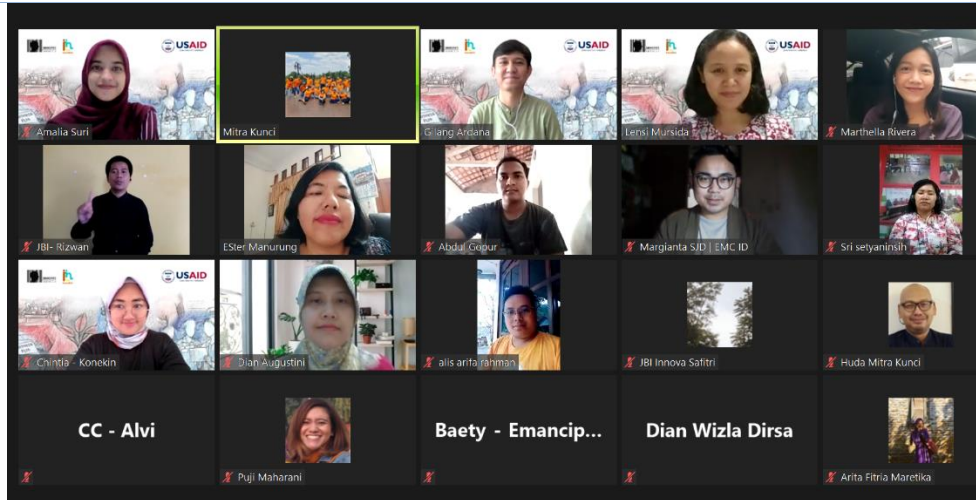 USAID
USAID
USAID
Amalia Suri
Mitra Kunci
Gilang Ardana
Lensi Mursida
Marthella Rivera
JBI- Rizwan
ESter Manurung
Abdul Gopur
Margianta SJD | EMC ID
Sri setyaninsih
USAID
Chintia - Konekin
Dian Augustini
alis arifa rahman
JBI Innova Safitri
Huda Mitra Kunci
CC - Alvi
Baety - Emancip...
Dian Wizla Dirsa
Puji Maharani
Arita Fitria Maretika